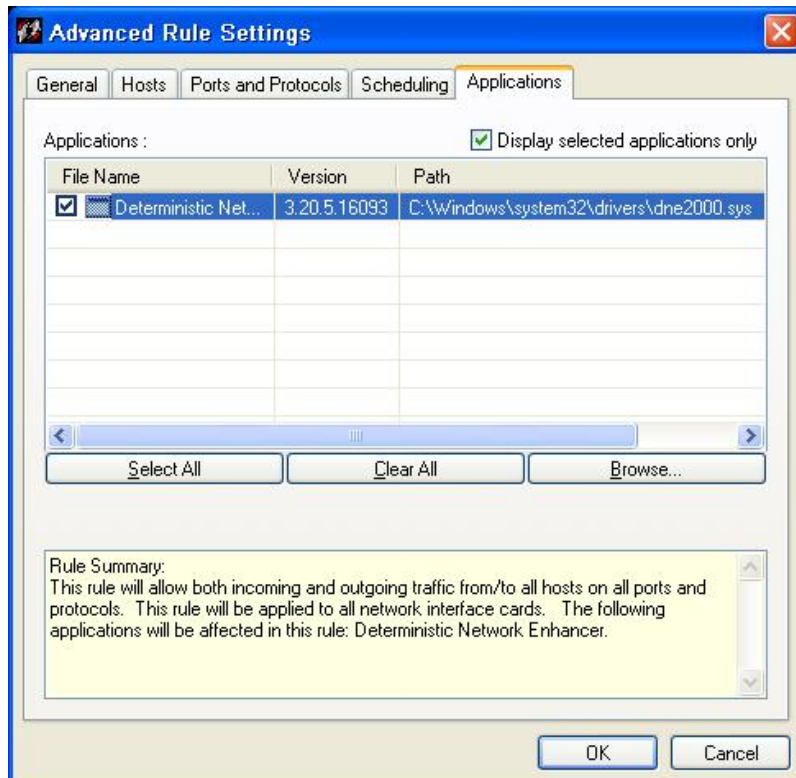 Advanced Rule Settings
General Hosts Ports and Protocols Scheduling Applications
Applications : Display selected applications only
File Name Version Path
Deterministic Net... 3.20.5.16093 C:\Windows\system32\drivers\dne2000.sys
Select All Clear All Browse...
Rule Summary:
This rule will allow both incoming and outgoing traffic from/to all hosts on all ports and
protocols. This rule will be applied to all network interface cards. The following
applications will be affected in this rule: Deterministic Network Enhancer.
OK Cancel